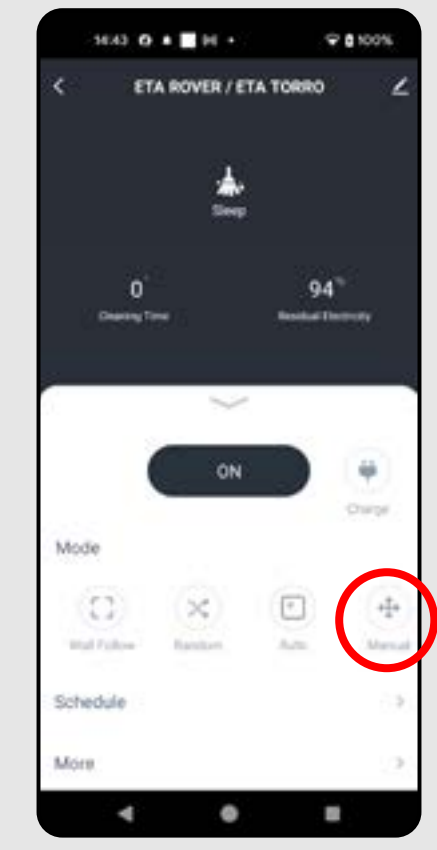 14:43 100%
ETA ROVER / ETA TORRO
Sleep
0 94
Cleaning Time Residual Electricity
ON
Charge
Mode
Wall Follow Random Auto Manual
Schedule
More